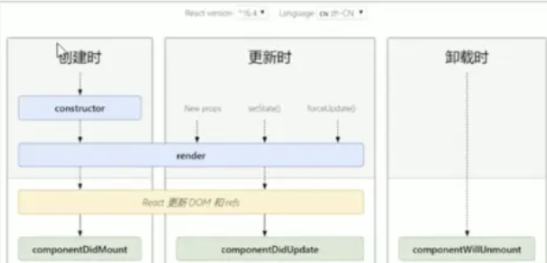 React version: ^16.4 Language: CN zh-CN
创建时 更新时 卸载时
constructor
New props setState() forceUpdate()
render
React 更新 DOM 和 refs
componentDidMount componentDidUpdate componentWillUnmount